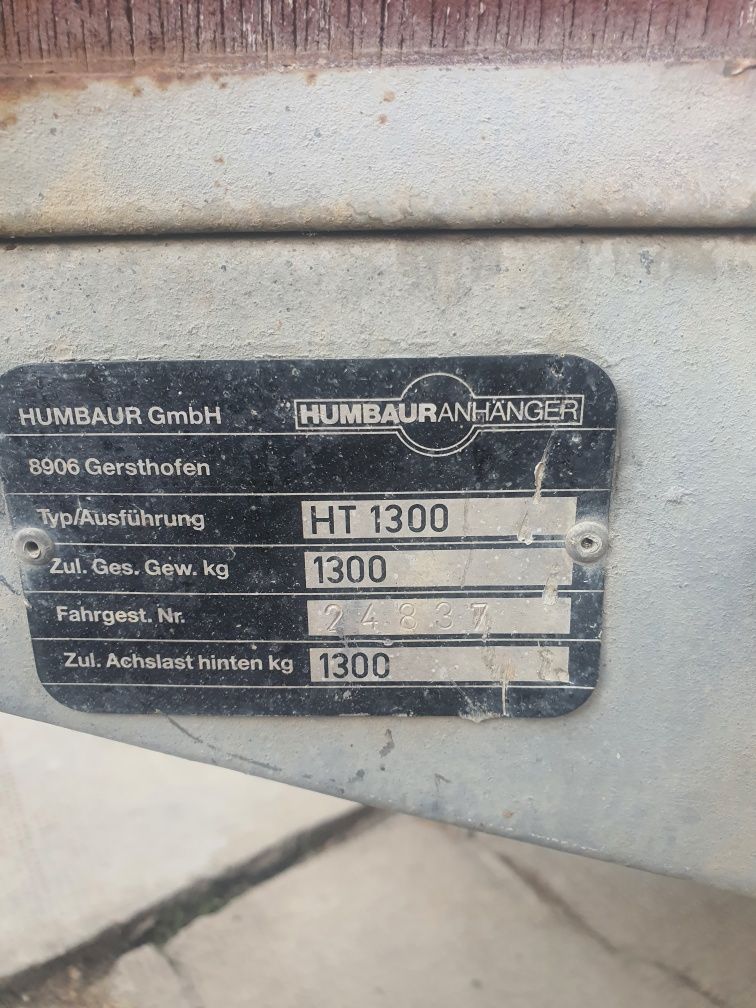 HUMBAUR GmbH HUMBAURANHÄNGER
8906 Gersthofen
Typ/Ausführung HT 1300
Zul. Ges. Gew. kg 1300
Fahrgest. Nr. 24837
Zul. Achslast hinten kg 1300